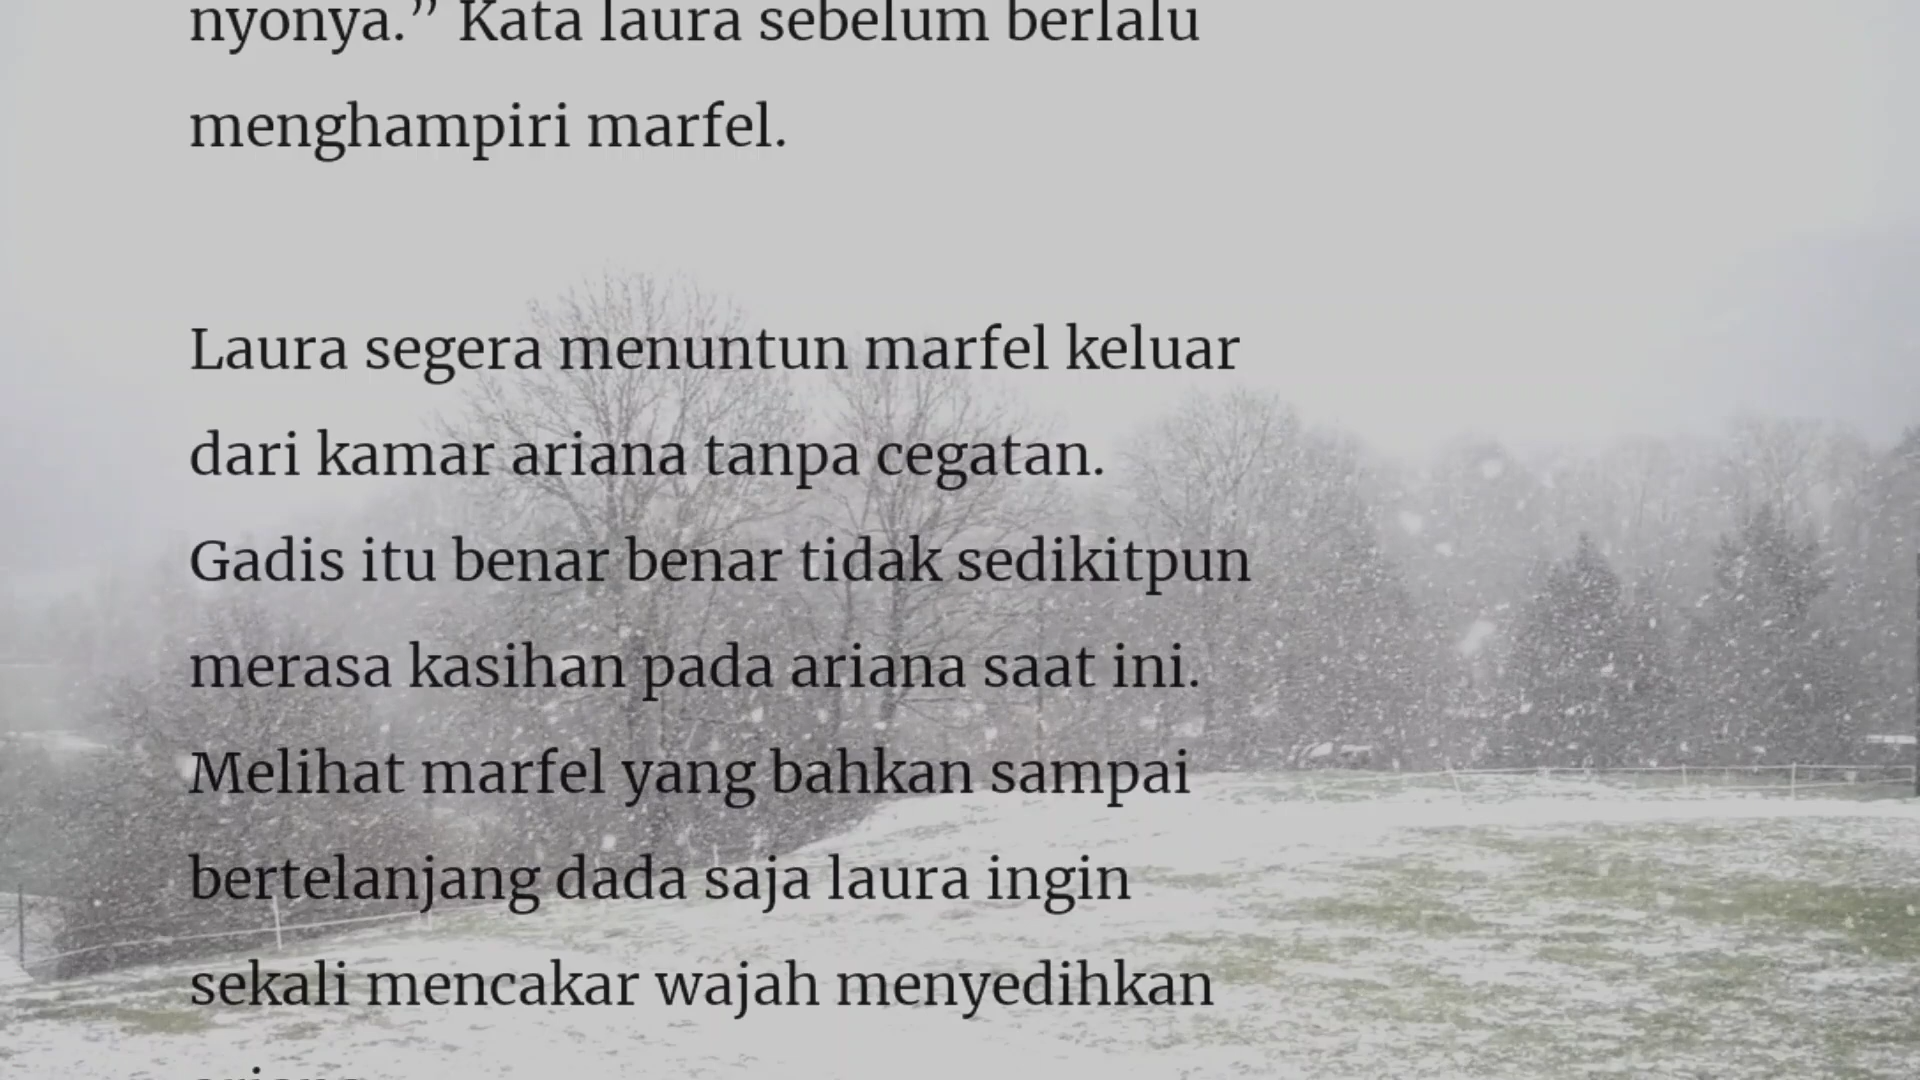 nyonya.” Kata laura sebelum berlalu
menghampiri marfel.
Laura segera menuntun marfel keluar
dari kamar ariana tanpa cegatan.
Gadis itu benar benar tidak sedikitpun
merasa kasihan pada ariana saat ini.
Melihat marfel yang bahkan sampai
bertelanjang dada saja laura ingin
sekali mencakar wajah menyedihkan